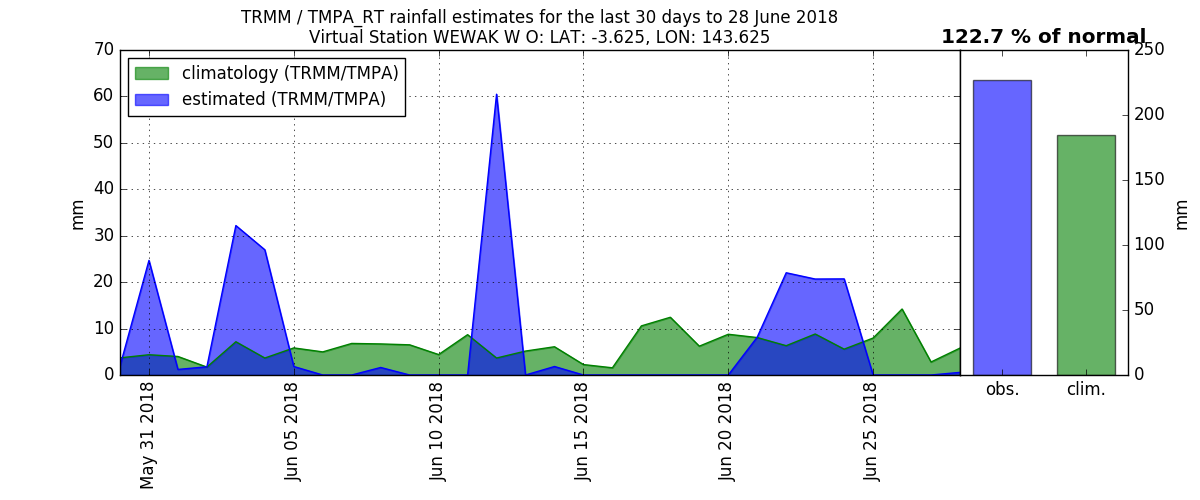 TRMM / TMPA_RT rainfall estimates for the last 30 days to 28 June 2018
Virtual Station WEWAK W O: LAT: -3.625, LON: 143.625
122.7 % of normal
climatology (TRMM/TMPA)
estimated (TRMM/TMPA)
70
60
50
40
30
20
10
0
mm
May 31 2018
Jun 05 2018
Jun 10 2018
Jun 15 2018
Jun 20 2018
Jun 25 2018
obs.
clim.
250
200
150
100
50
0
mm